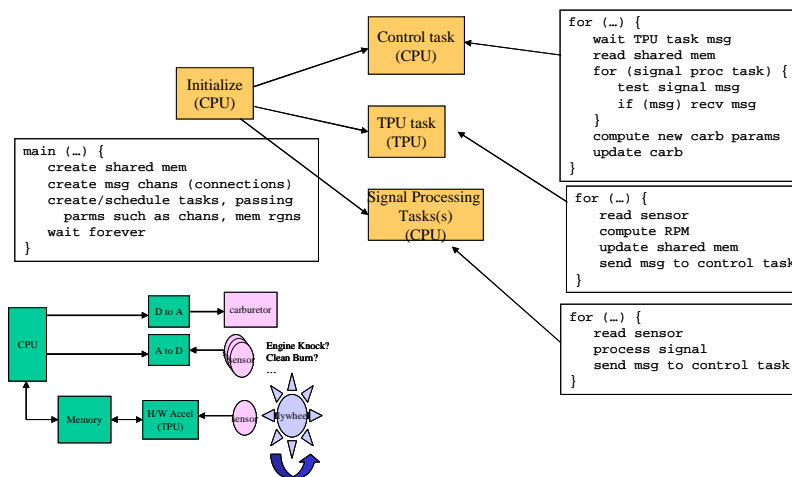 Control task
(CPU)
Initialize
(CPU)
TPU task
(TPU)
Signal Processing
Tasks(s)
(CPU)
for (…) {
wait TPU task msg
read shared mem
for (signal proc task) {
test signal msg
if (msg) recv msg
}
compute new carb params
update carb
}
main (…) {
create shared mem
create msg chans (connections)
create/schedule tasks, passing
parms such as chans, mem rgns
wait forever
}
for (…) {
read sensor
compute RPM
update shared mem
send msg to control task
}
for (…) {
read sensor
process signal
send msg to control task
}
CPU
D to A
carburetor
A to D
sensor
Engine Knock?
Clean Burn?
…
Memory
H/W Accel
(TPU)
sensor
flywheel